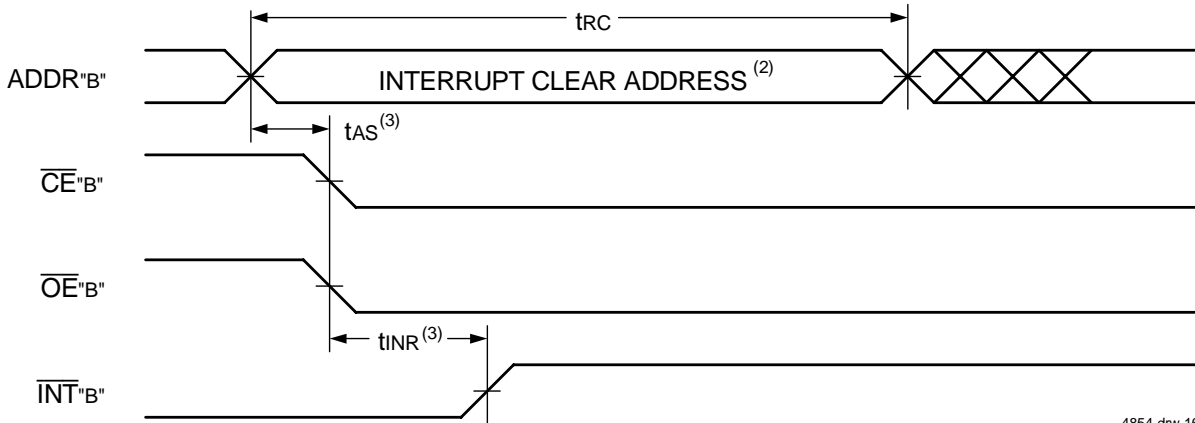 tRC
ADDR"B"
INTERRUPT CLEAR ADDRESS (2)
tAS(3)
CE"B"
OE"B"
tINR(3)
INT"B"